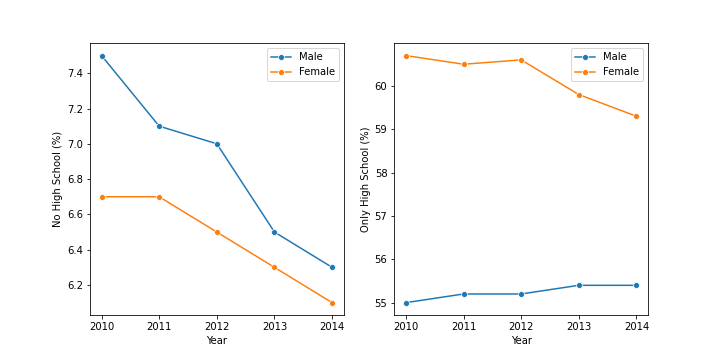 No High School (%)
7.4
7.2
7.0
6.8
6.6
6.4
6.2
2010 2011 2012 2013 2014
Year
Male
Female
Only High School (%)
60
59
58
57
56
55
2010 2011 2012 2013 2014
Year
Male
Female